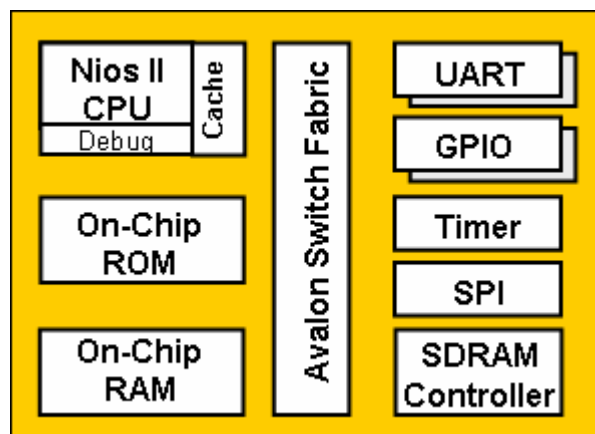 Nios II
CPU
Debug
Cache
On-Chip
ROM
On-Chip
RAM
Avalon Switch Fabric
UART
GPIO
Timer
SPI
SDRAM
Controller